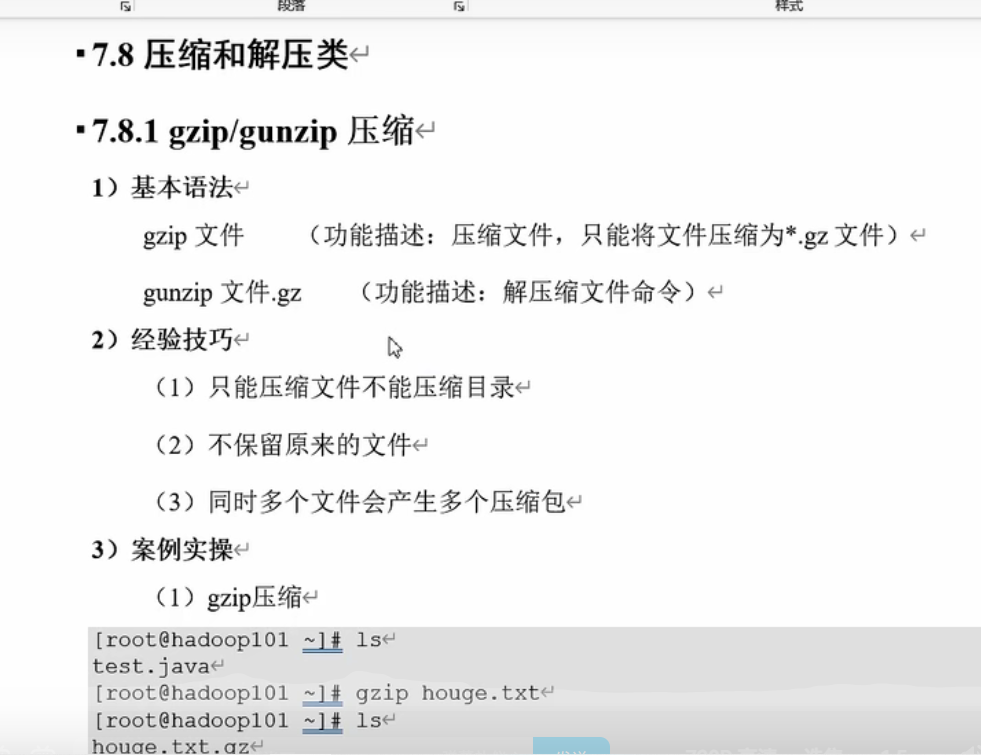 段落
样式
7.8 压缩和解压类
7.8.1 gzip/gunzip 压缩
1）基本语法
gzip 文件 （功能描述：压缩文件，只能将文件压缩为*.gz 文件）
gunzip 文件.gz （功能描述：解压缩文件命令）
2）经验技巧
（1）只能压缩文件不能压缩目录
（2）不保留原来的文件
（3）同时多个文件会产生多个压缩包
3）案例实操
（1）gzip压缩
[root@hadoop101 ~]# ls
test.java
[root@hadoop101 ~]# gzip houge.txt
[root@hadoop101 ~]# ls
houge.txt.gz